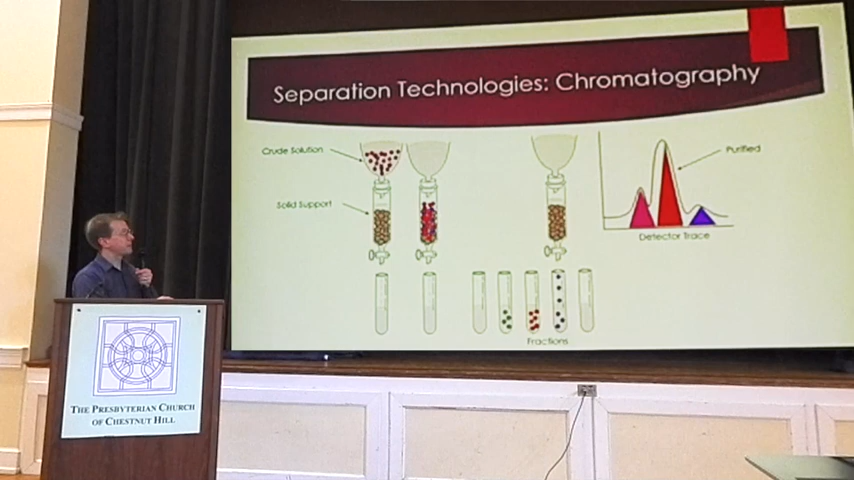 Separation Technologies: Chromatography
Crude Solution
Solid Support
Purified
Detector Trace
Fractions
THE PRESBYTERIAN CHURCH
OF CHESTNUT HILL